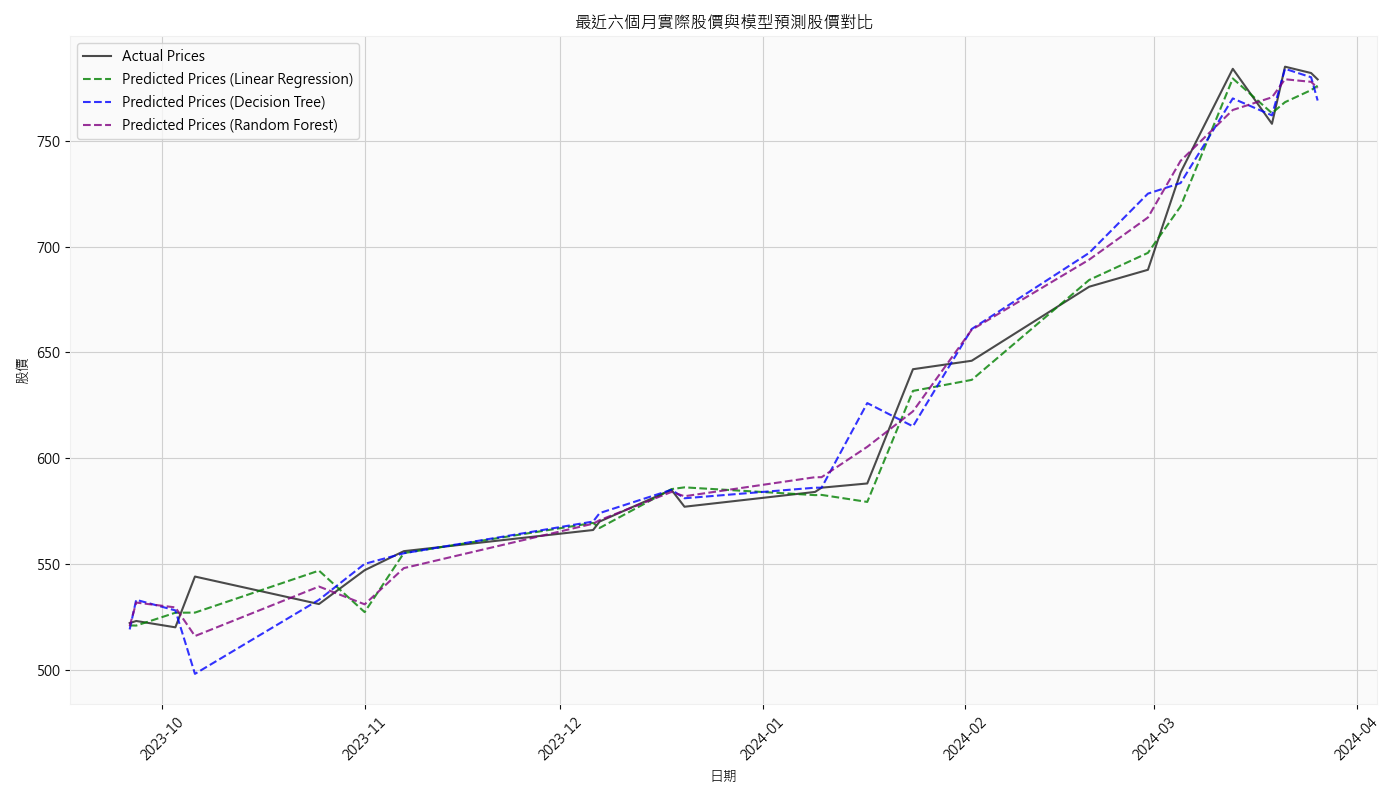 最近六個月實際股價與模型預測股價對比
Actual Prices
Predicted Prices (Linear Regression)
Predicted Prices (Decision Tree)
Predicted Prices (Random Forest)
750
700
650
600
550
500
股價
2023-10
2023-11
2023-12
2024-01
2024-02
2024-03
2024-04
日期